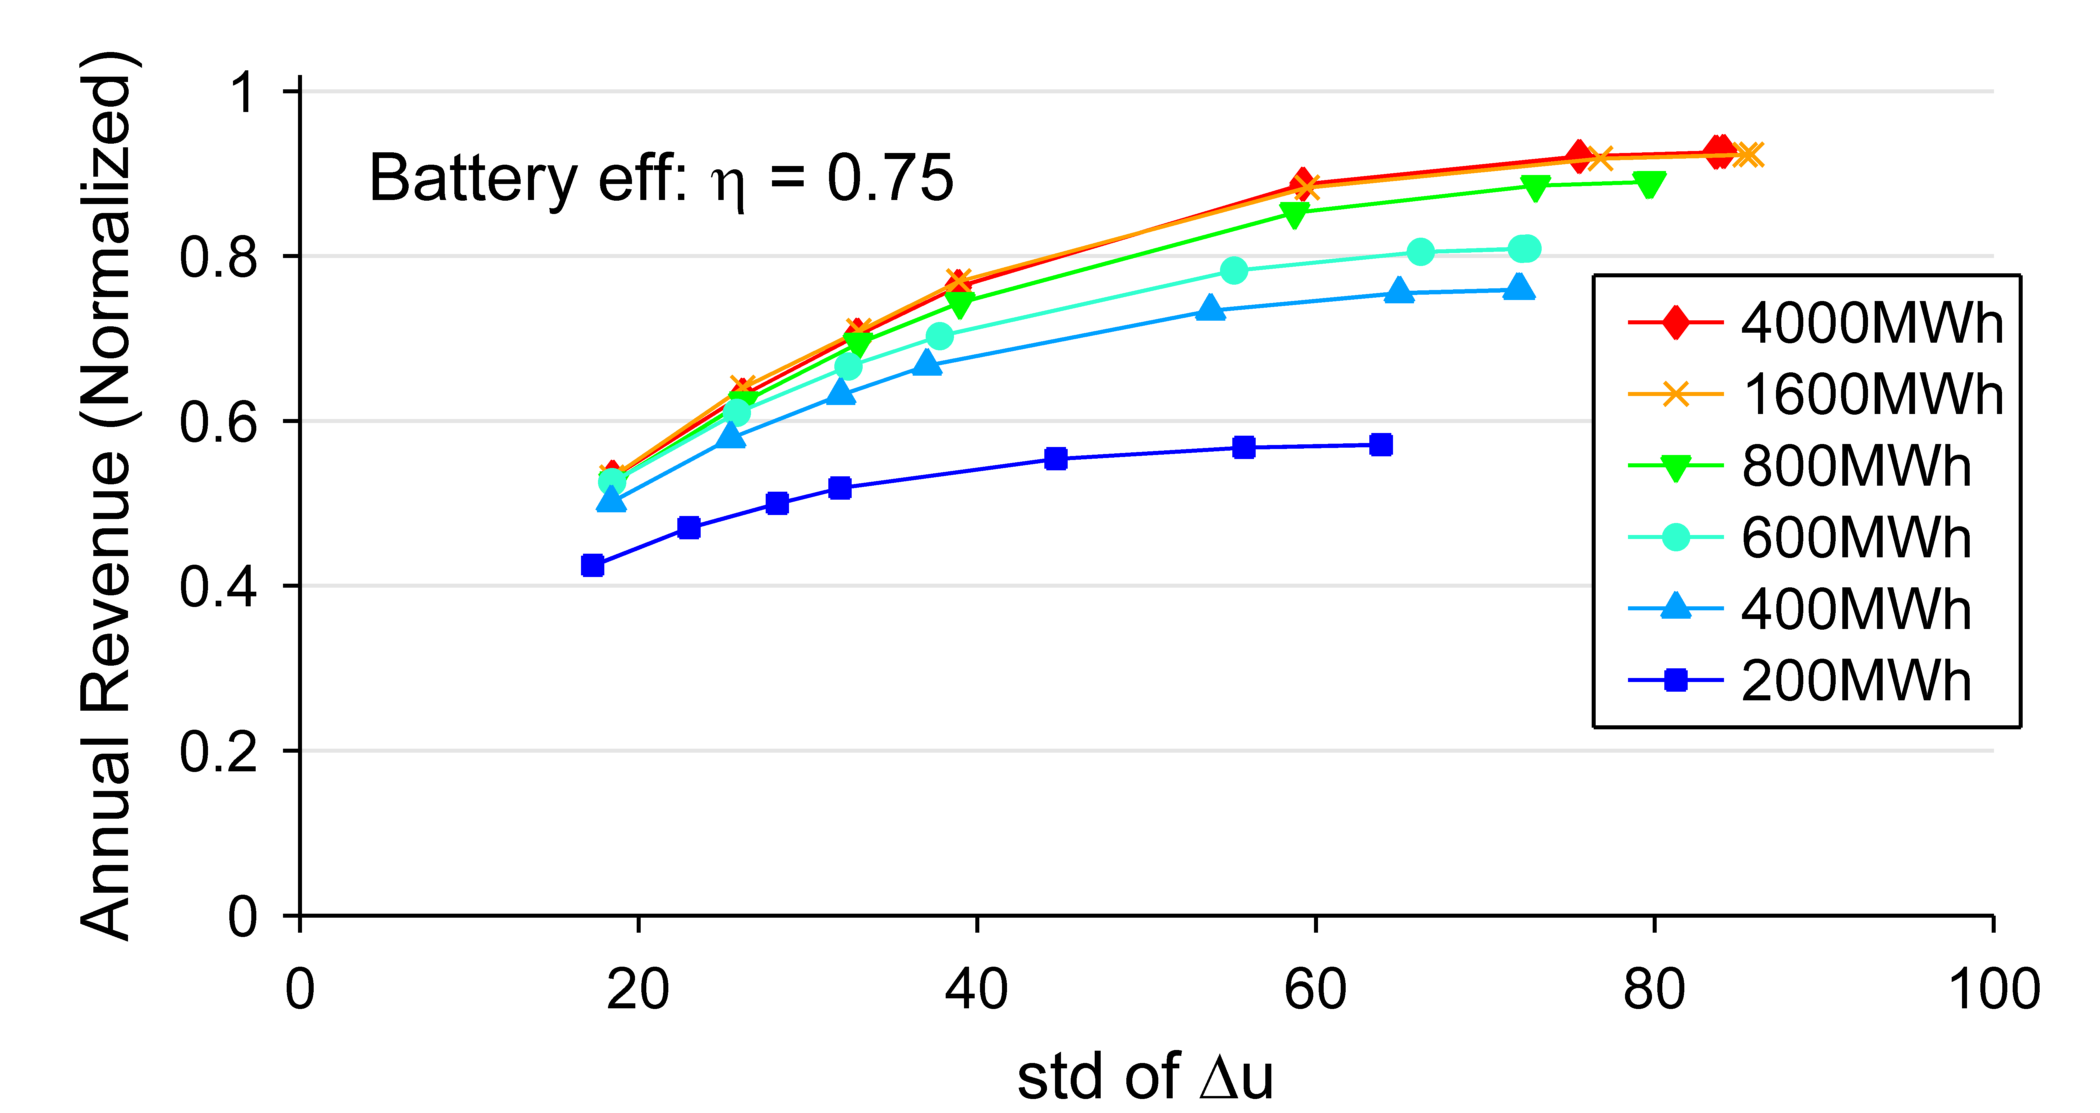 Annual Revenue (Normalized)
1
0.8
0.6
0.4
0.2
0
Battery eff: η = 0.75
4000MWh
1600MWh
800MWh
600MWh
400MWh
200MWh
0 20 40 60 80 100
std of Δu